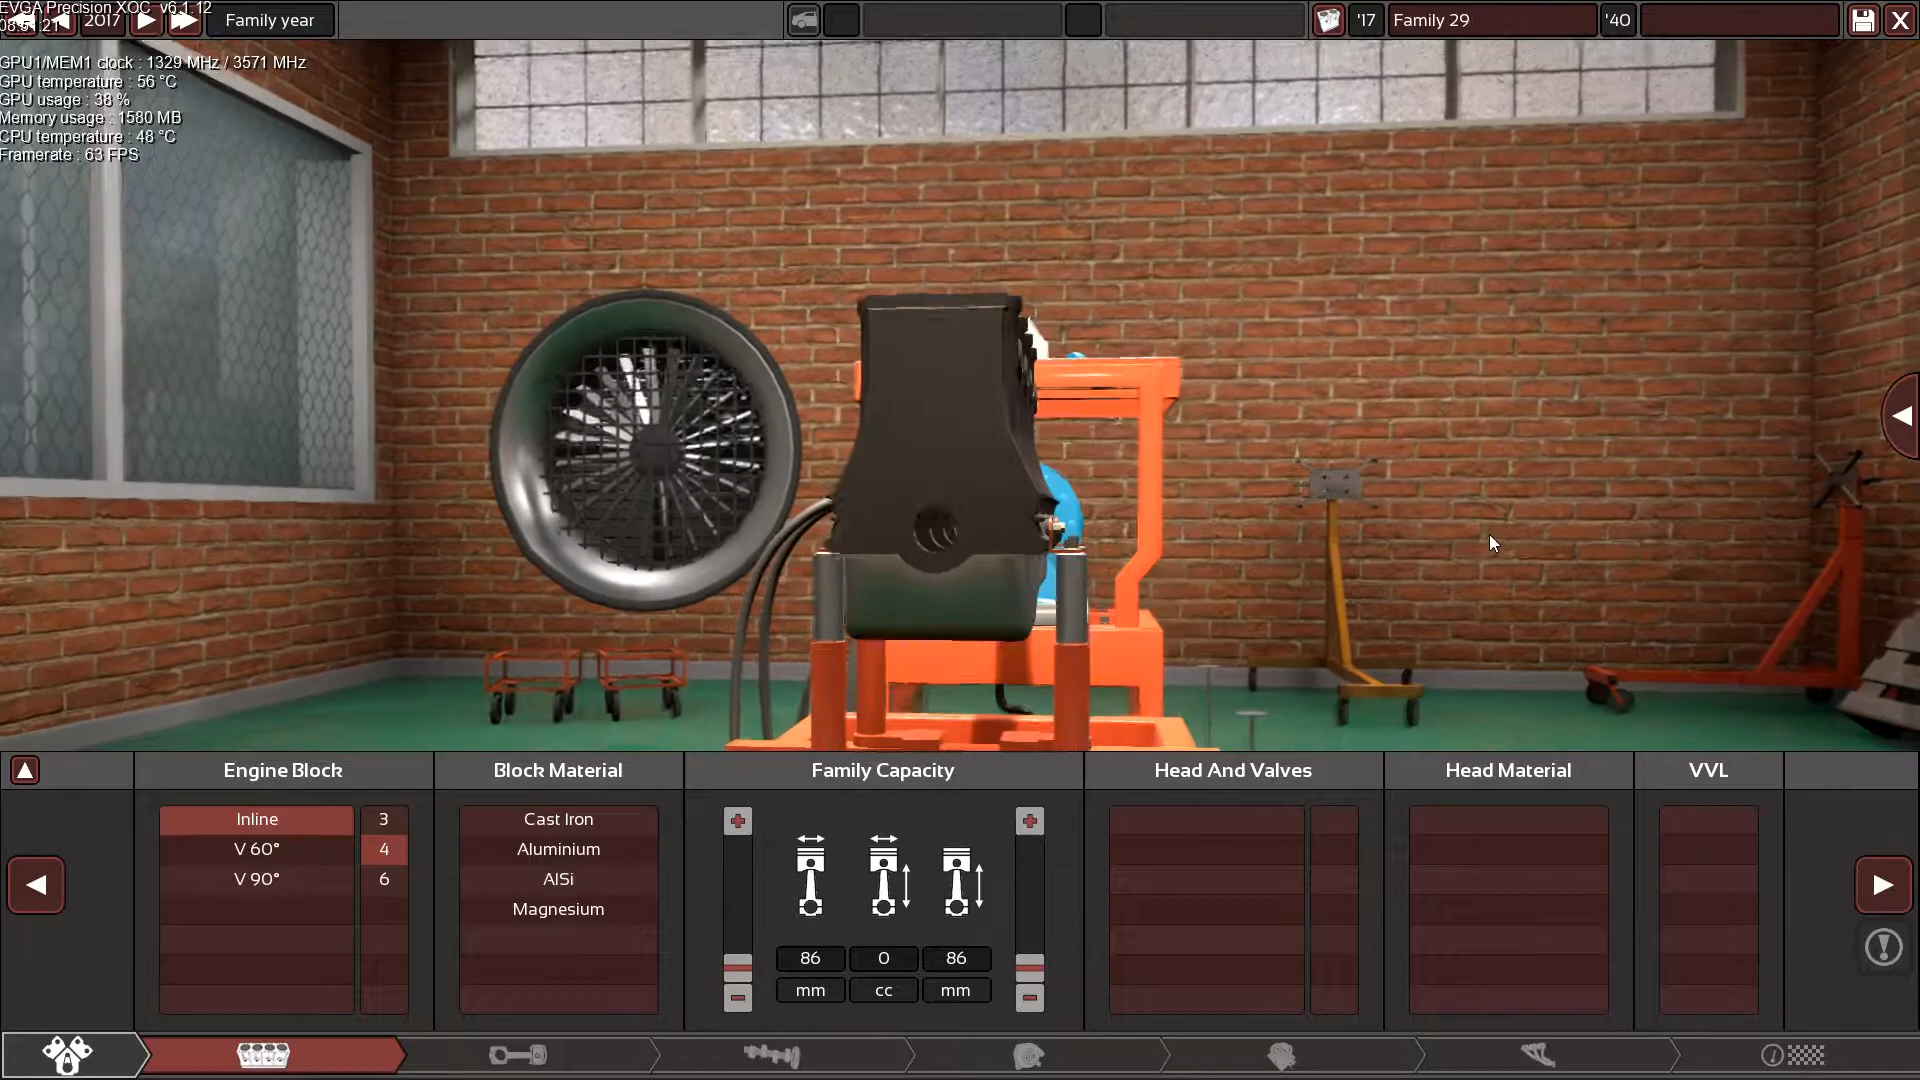 EVGA Precision XOC v6.1.12
08:51:21
2017
Family year
'17
Family 29
'40
GPU1/MEM1 clock : 1329 MHz / 3571 MHz
GPU temperature : 56 °C
GPU usage : 38 %
Memory usage : 1580 MB
CPU temperature : 48 °C
Framerate : 63 FPS
Engine Block
Block Material
Family Capacity
Head And Valves
Head Material
VVL
Inline
3
V 60°
4
V 90°
6
Cast Iron
Aluminium
AlSi
Magnesium
86
0
86
mm
cc
mm